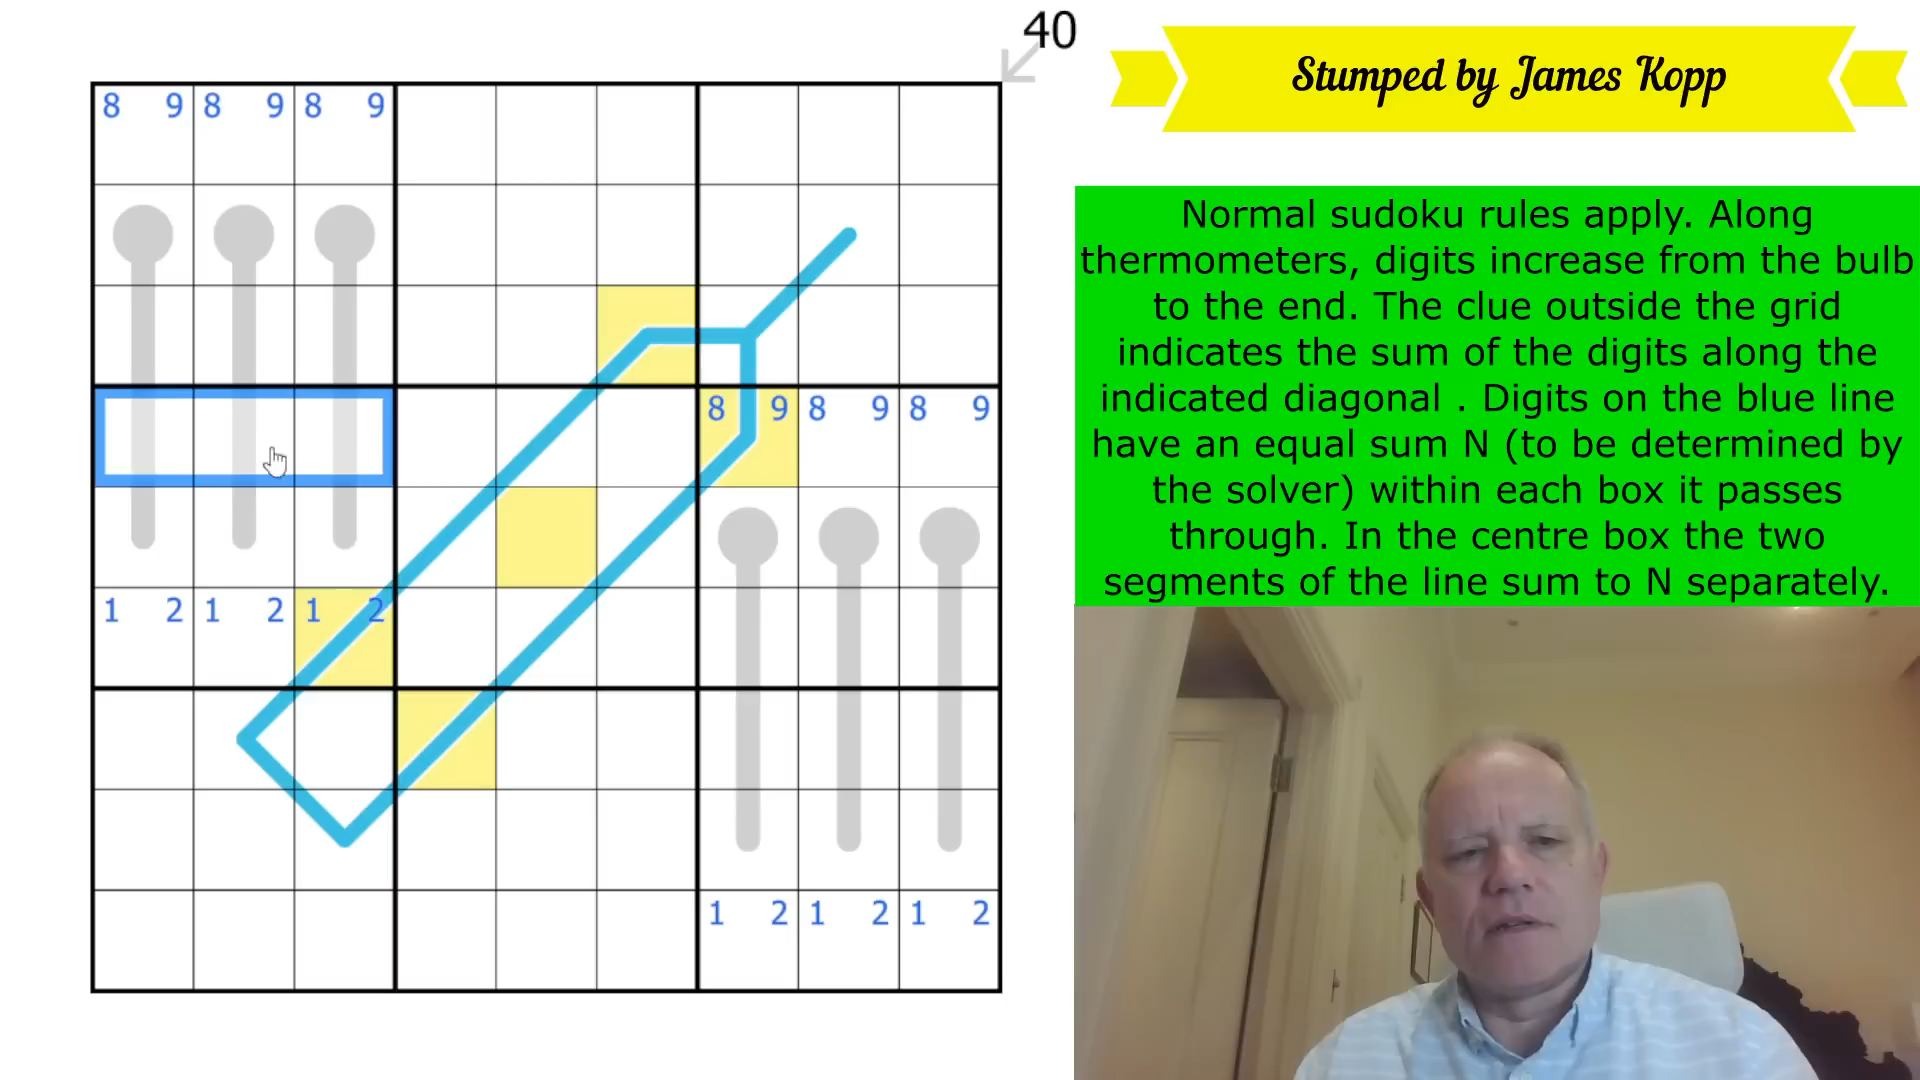 40
Stumped by James Kopp
8 9 8 9 8 9
Normal sudoku rules apply. Along
thermometers, digits increase from the bulb
to the end. The clue outside the grid
indicates the sum of the digits along the
indicated diagonal . Digits on the blue line
have an equal sum N (to be determined by
the solver) within each box it passes
through. In the centre box the two
segments of the line sum to N separately.
8 9 8 9 8 9
1 2 1 2 1 2
1 2 1 2 1 2